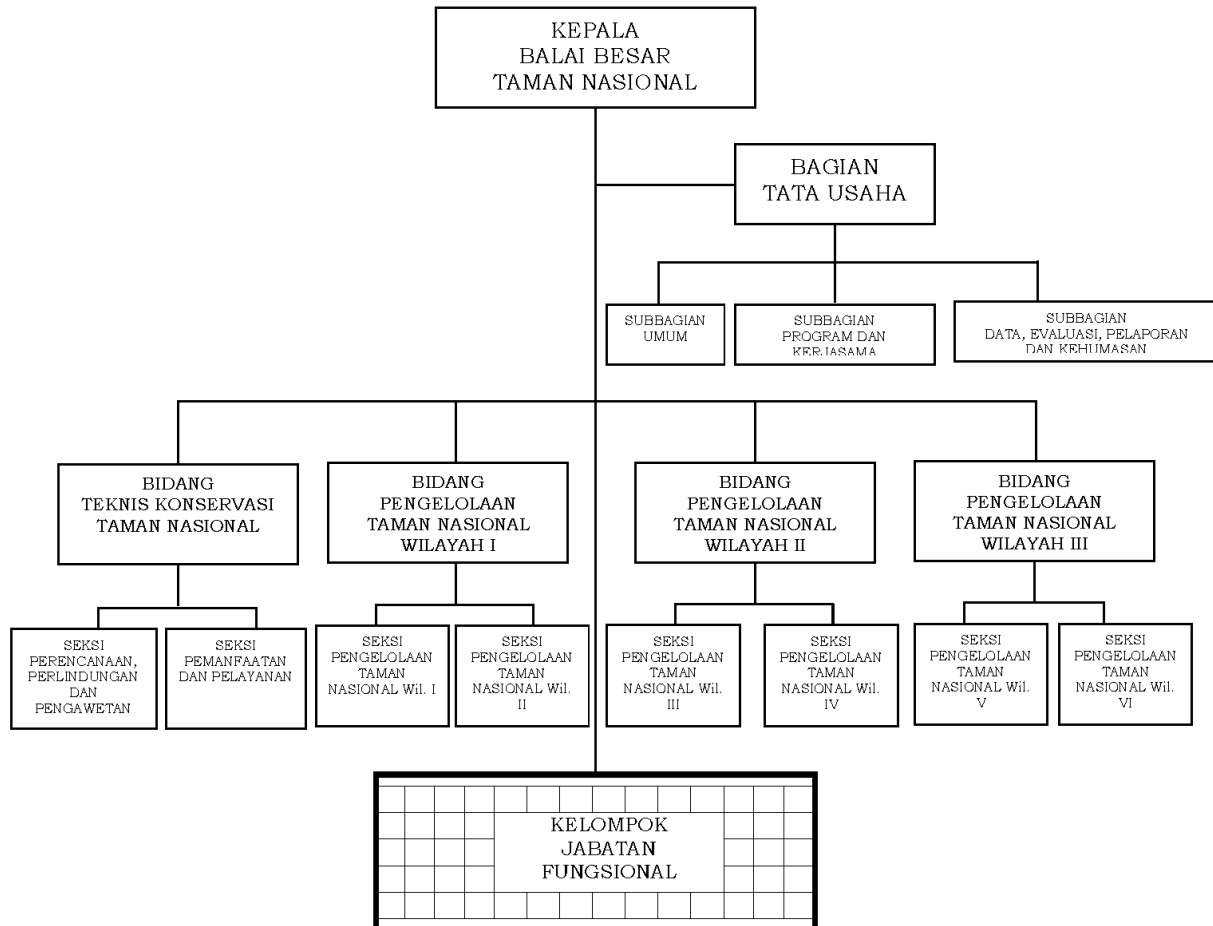 KEPALA
BALAI BESAR
TAMAN NASIONAL
BAGIAN
TATA USAHA
SUBBAGIAN
UMUM
SUBBAGIAN
PROGRAM DAN
KERJASAMA
SUBBAGIAN
DATA, EVALUASI, PELAPORAN
DAN KEHUMASAN
BIDANG
TEKNIS KONSERVASI
TAMAN NASIONAL
BIDANG
PENGELOLAAN
TAMAN NASIONAL
WILAYAH I
BIDANG
PENGELOLAAN
TAMAN NASIONAL
WILAYAH II
BIDANG
PENGELOLAAN
TAMAN NASIONAL
WILAYAH III
SEKSI
PERENCANAAN,
PERLINDUNGAN
DAN
PENGAWETAN
SEKSI
PEMANFAATAN
DAN PELAYANAN
SEKSI
PENGELOLAAN
TAMAN
NASIONAL Wil. I
SEKSI
PENGELOLAAN
TAMAN
NASIONAL Wil.
II
SEKSI
PENGELOLAAN
TAMAN
NASIONAL Wil.
III
SEKSI
PENGELOLAAN
TAMAN
NASIONAL Wil.
IV
SEKSI
PENGELOLAAN
TAMAN
NASIONAL Wil.
V
SEKSI
PENGELOLAAN
TAMAN
NASIONAL Wil.
VI
KELOMPOK
JABATAN
FUNGSIONAL